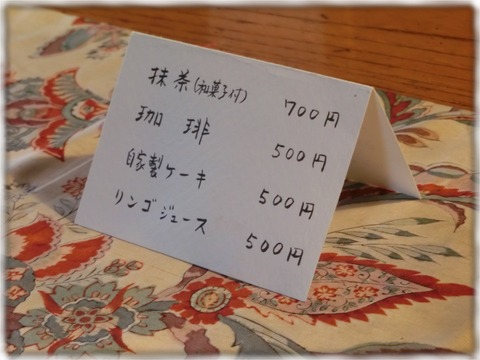 抹茶(和菓子付) 700円
珈琲 500円
自家製ケーキ 500円
リンゴジュース 500円